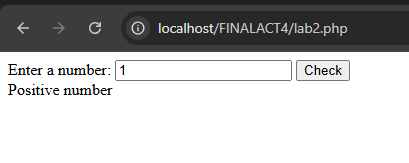 localhost/FINALACT4/lab2.php
Enter a number: 1 Check
Positive number